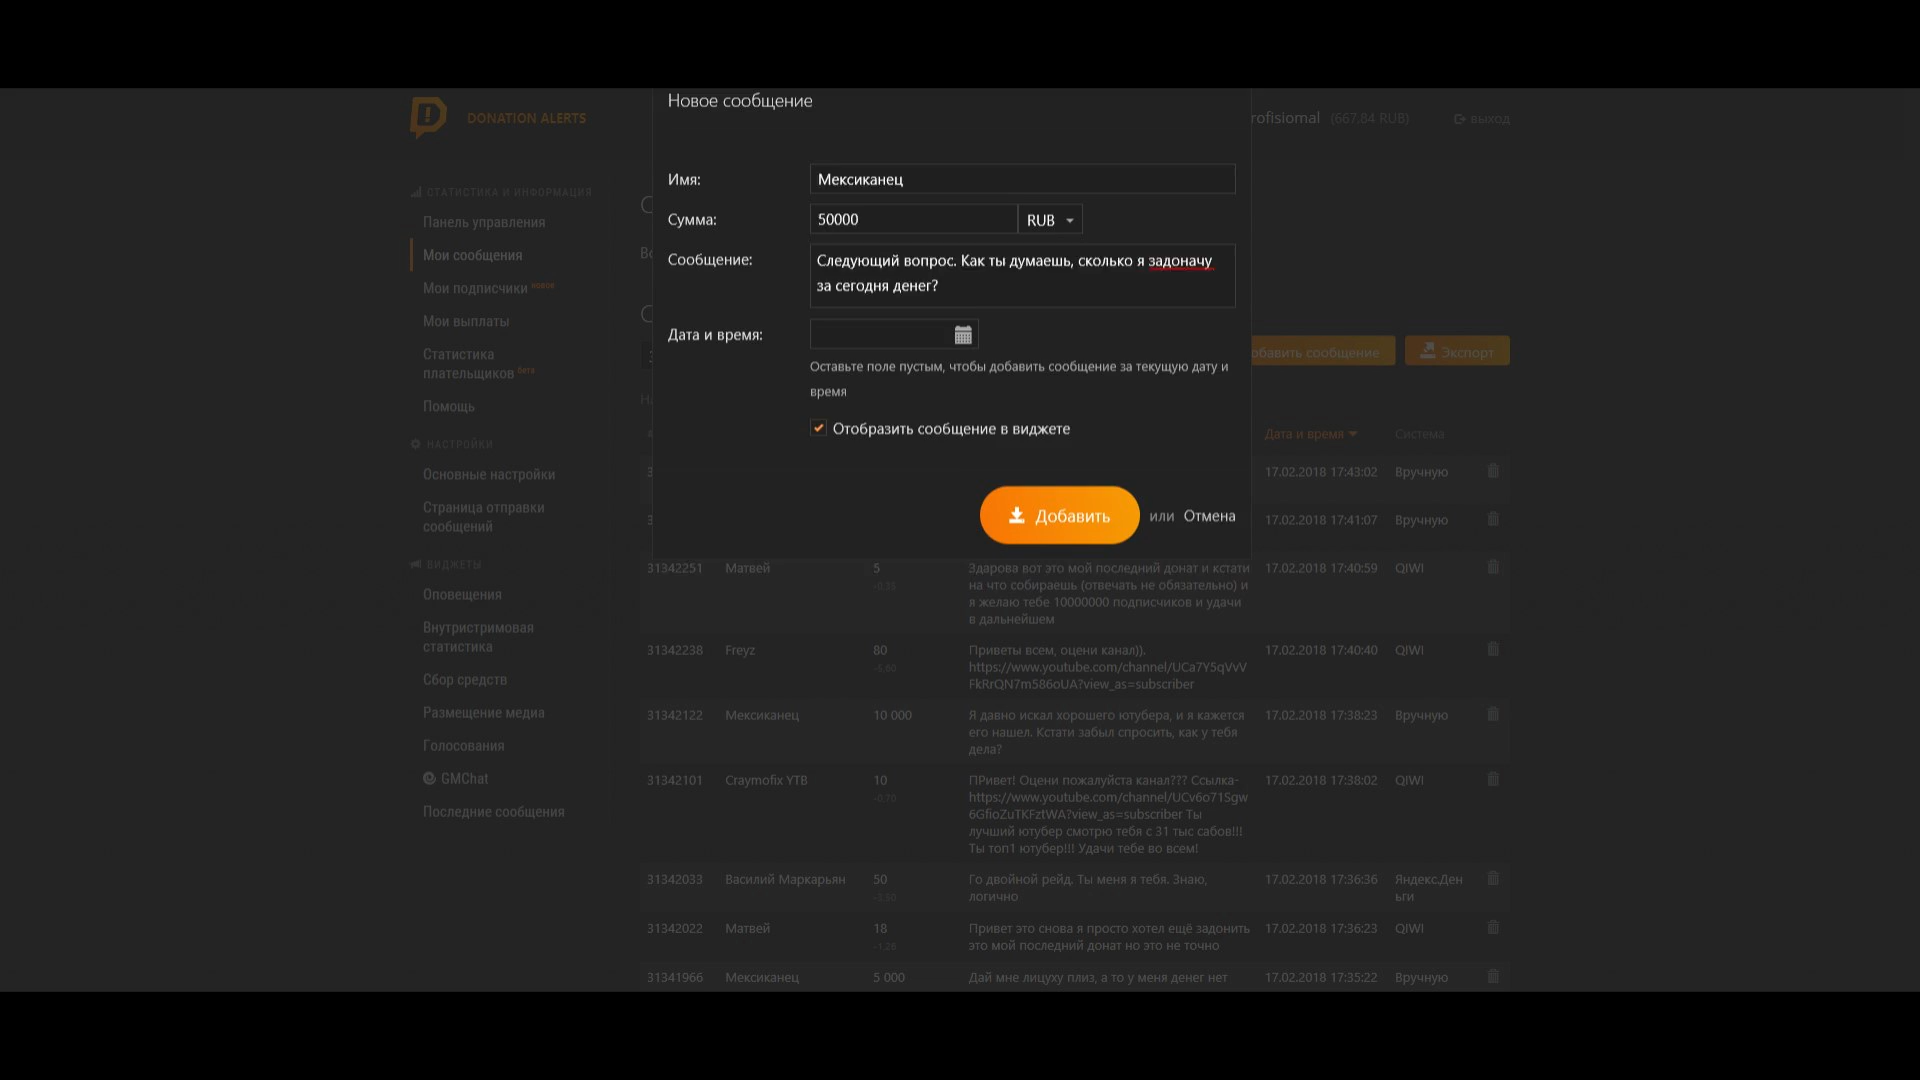 Новое сообщение
DONATION ALERTS
rofisiomal (667.84 RUB)
выход
Имя:
Мексиканец
Сумма:
50000
RUB
Сообщение:
Следующий вопрос. Как ты думаешь, сколько я задоначу
за сегодня денег?
Дата и время:
Оставьте поле пустым, чтобы добавить сообщение за текущую дату и
время
Отобразить сообщение в виджете
Добавить
или Отмена
СТАТИСТИКА И ИНФОРМАЦИЯ
Панель управления
Мои сообщения
Мои подписчики новое
Мои выплаты
Статистика
плательщиков бета
Помощь
НАСТРОЙКИ
Основные настройки
Страница отправки
сообщений
ВИДЖЕТЫ
Оповещения
Внутристримовая
статистика
Сбор средств
Размещение медиа
Голосования
GMChat
Последние сообщения
обавить сообщение
Экспорт
Дата и время
Система
17.02.2018 17:43:02 Вручную
17.02.2018 17:41:07 Вручную
31342251 Матвей 5 Здарова вот это мой последний донат и кстати 17.02.2018 17:40:59 QIWI
-0.35 на что собираешь (отвечать не обязательно) и
я желаю тебе 10000000 подписчиков и удачи
в дальнейшем
31342238 Freyz 80 Приветы всем, оцени канал)). 17.02.2018 17:40:40 QIWI
-5.60 https://www.youtube.com/channel/UCa7Y5qVvV
FkRrQN7m586oUA?view_as=subscriber
31342122 Мексиканец 10 000 Я давно искал хорошего ютубера, и я кажется 17.02.2018 17:38:23 Вручную
его нашел. Кстати забыл спросить, как у тебя
дела?
31342101 Craymofix YTB 10 ПРивет! Оцени пожалуйста канал??? Ссылка- 17.02.2018 17:38:02 QIWI
-0.70 https://www.youtube.com/channel/UCv6o71Sgw
6GfioZuTKFztWA?view_as=subscriber Ты
лучший ютубер смотрю тебя с 31 тыс сабов!!!
Ты топ1 ютубер!!! Удачи тебе во всем!
31342033 Василий Маркарьян 50 Го двойной рейд. Ты меня я тебя. Знаю, 17.02.2018 17:36:36 Яндекс.Ден
-3.50 логично ьги
31342022 Матвей 18 Привет это снова я просто хотел ещё задонить 17.02.2018 17:36:23 QIWI
-1.26 это мой последний донат но это не точно
31341966 Мексиканец 5 000 Дай мне лицуху плиз, а то у меня денег нет 17.02.2018 17:35:22 Вручную